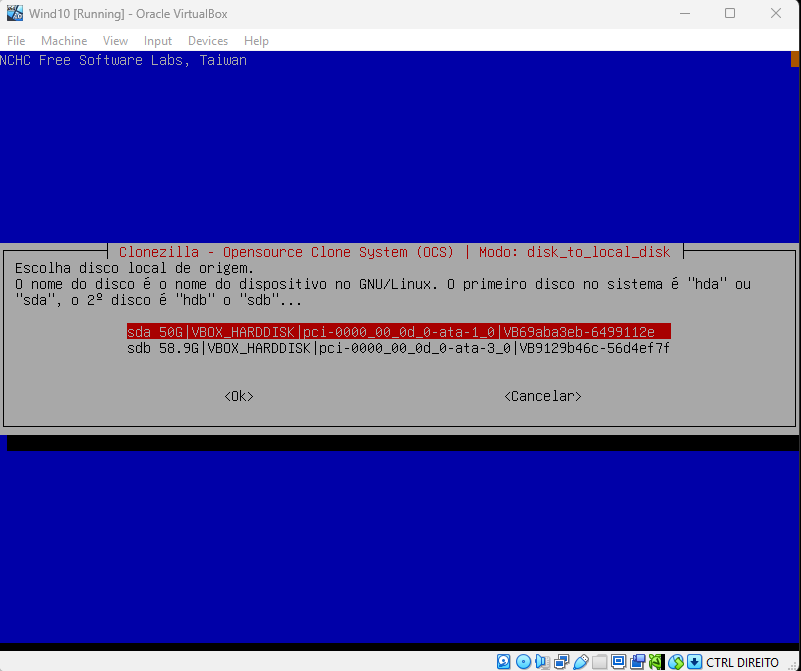 Wind10 [Running] - Oracle VirtualBox
File Machine View Input Devices Help
NCHC Free Software Labs, Taiwan
Clonezilla - Opensource Clone System (OCS) | Modo: disk_to_local_disk
Escolha disco local de origem.
O nome do disco é o nome do dispositivo no GNU/Linux. O primeiro disco no sistema é "hda" ou
"sda", o 2º disco é "hdb" o "sdb"...
sda 50G|VBOX_HARDDISK|pci-0000_00_0d_0-ata-1_0|VB69aba3eb-6499112e
sdb 58.9G|VBOX_HARDDISK|pci-0000_00_0d_0-ata-3_0|VB9129b46c-56d4ef7f
<Ok> <Cancelar>
CTRL DIREITO